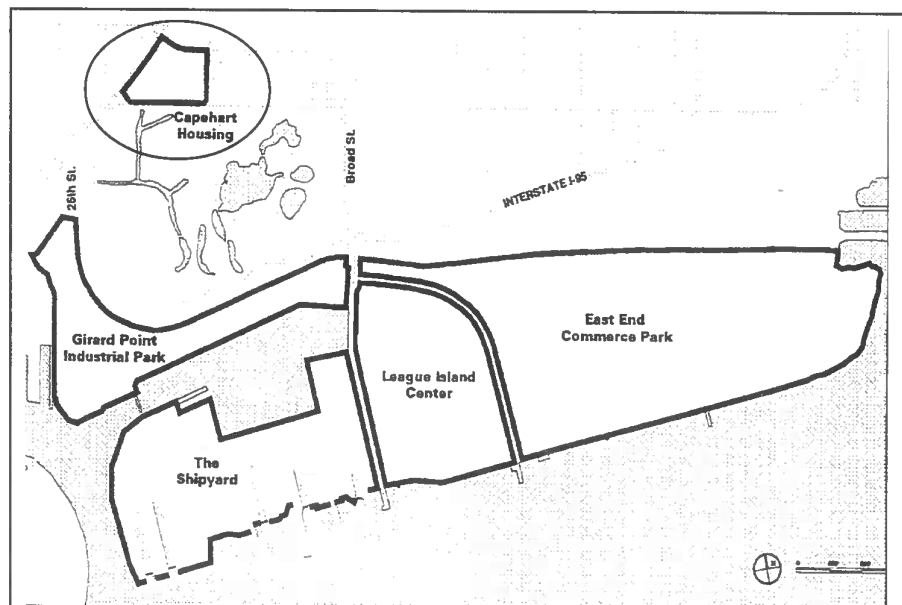 Capehart
Housing
26th St.
Broad St.
INTERSTATE I-95
Girard Point
Industrial Park
East End
Commerce Park
League Island
Center
The
Shipyard